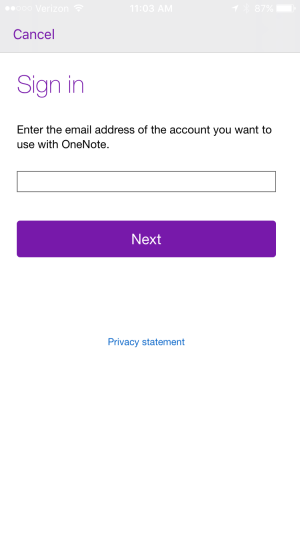 Verizon 11:03 AM 87%
Cancel
Sign in
Enter the email address of the account you want to
use with OneNote.
Next
Privacy statement